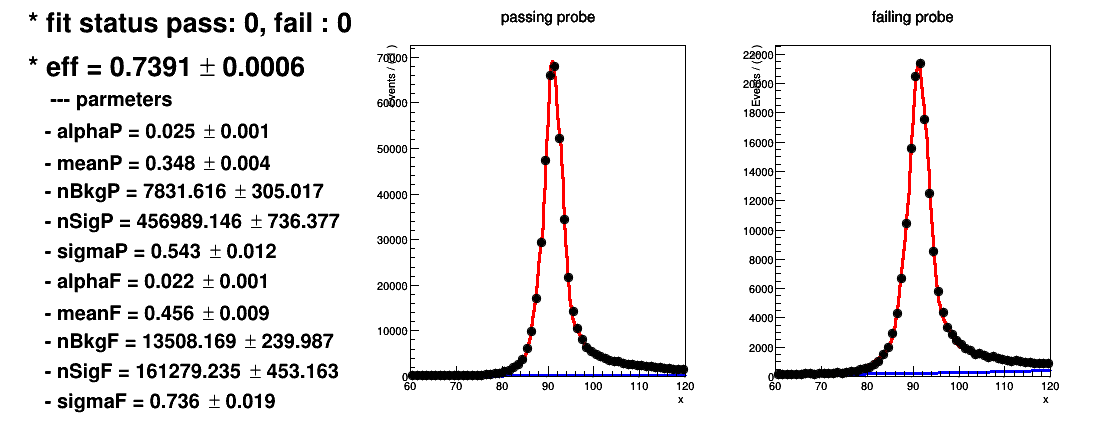 * fit status pass: 0, fail : 0
* eff = 0.7391 ± 0.0006
--- parmeters
- alphaP = 0.025 ± 0.001
- meanP = 0.348 ± 0.004
- nBkgP = 7831.616 ± 305.017
- nSigP = 456989.146 ± 736.377
- sigmaP = 0.543 ± 0.012
- alphaF = 0.022 ± 0.001
- meanF = 0.456 ± 0.009
- nBkgF = 13508.169 ± 239.987
- nSigF = 161279.235 ± 453.163
- sigmaF = 0.736 ± 0.019
passing probe
Events / (
70000
60000
50000
40000
30000
20000
10000
0
60 70 80 90 100 110 120
x
failing probe
Events / (
22000
20000
18000
16000
14000
12000
10000
8000
6000
4000
2000
0
60 70 80 90 100 110 120
x